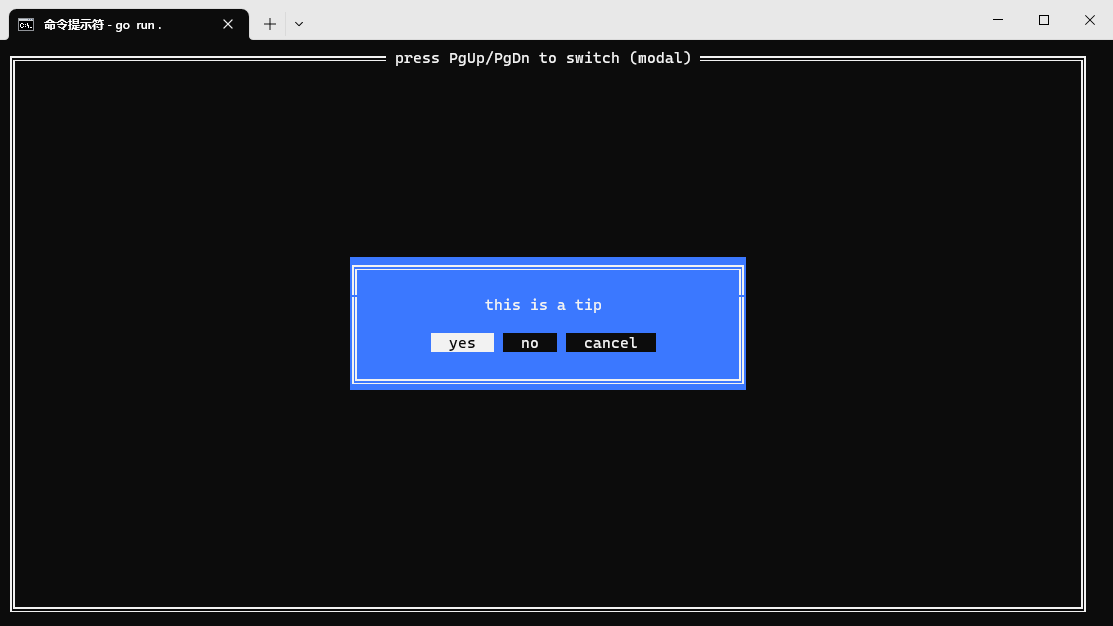 命令提示符 - go run .
press PgUp/PgDn to switch (modal)
this is a tip
yes no cancel